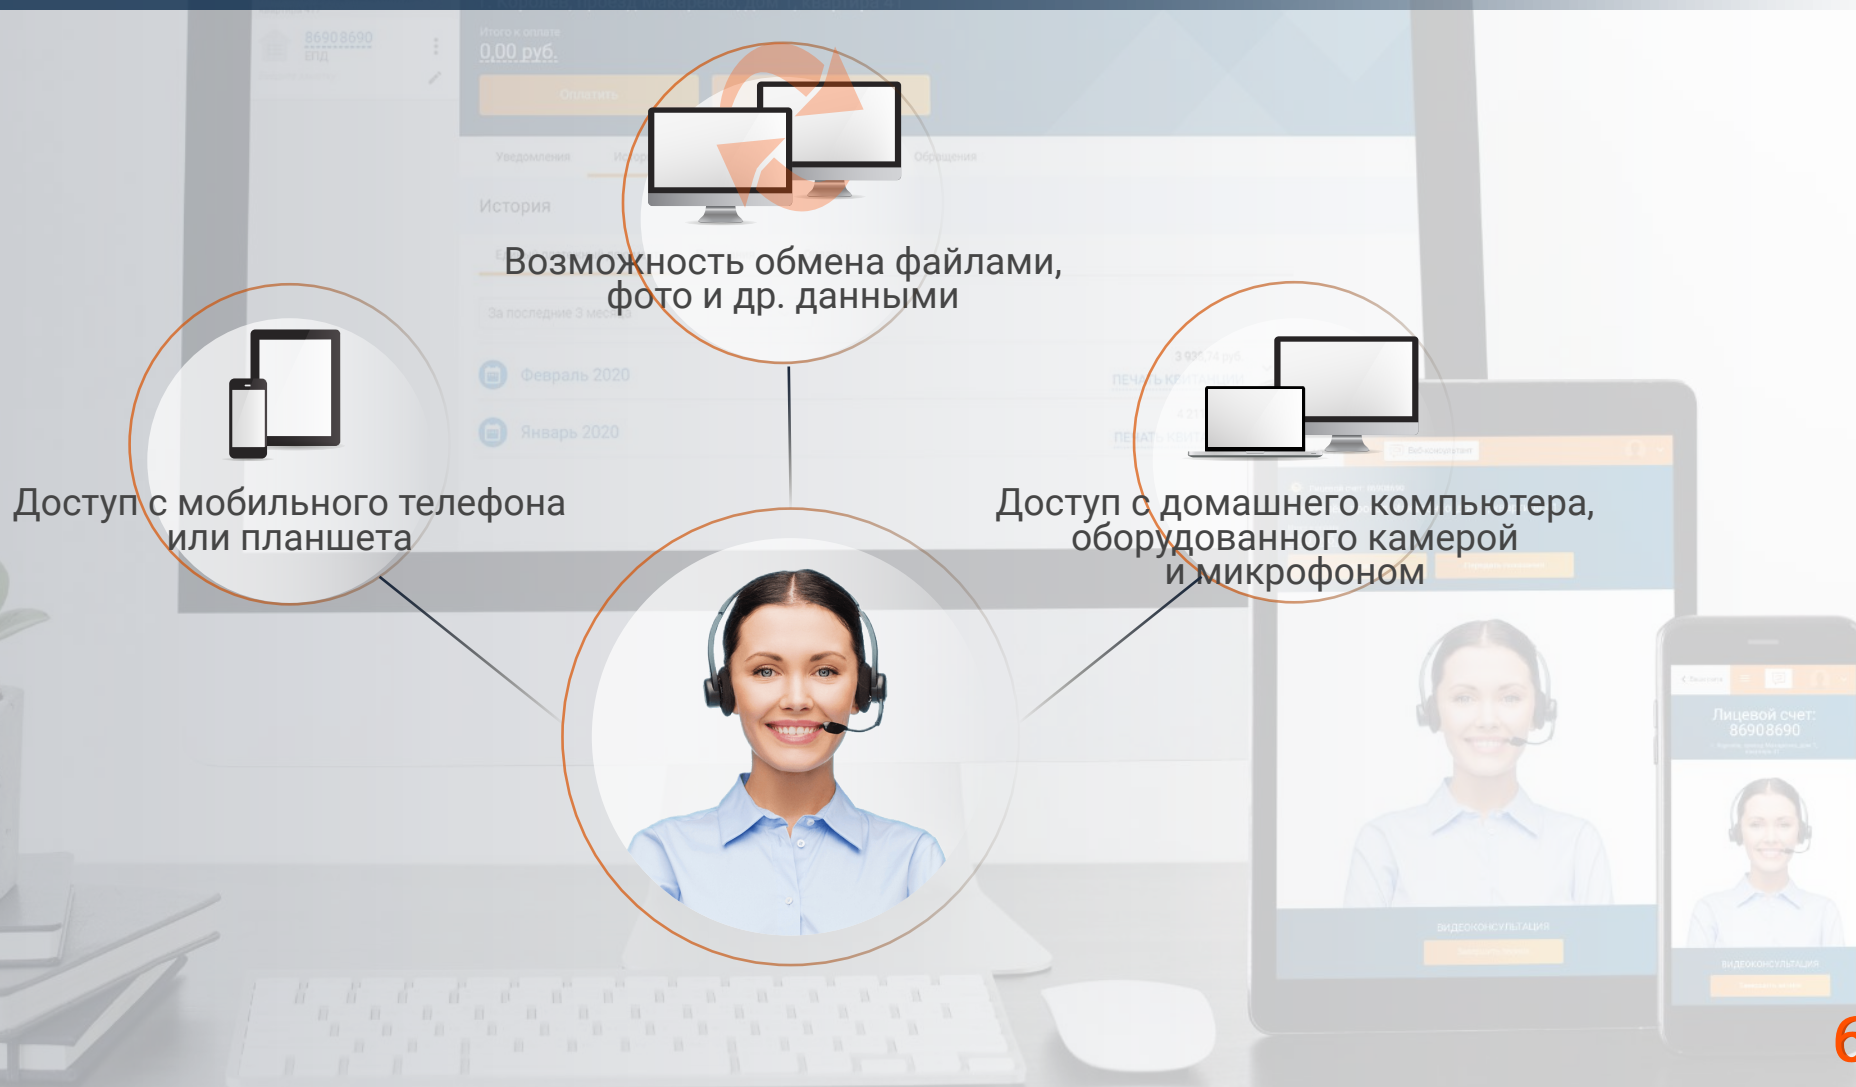 86908690
ЕПД
Итого к оплате
0,00 руб.
Оплатить
Уведомления
Обращения
История
Возможность обмена файлами,
фото и др. данными
За последние 3 месяца
Февраль 2020
Январь 2020
Доступ с мобильного телефона
или планшета
Доступ с домашнего компьютера,
оборудованного камерой
и микрофоном
Лицевой счет:
86908690
ВИДЕОКОНСУЛЬТАЦИЯ
ВИДЕОКОНСУЛЬТАЦИЯ
6